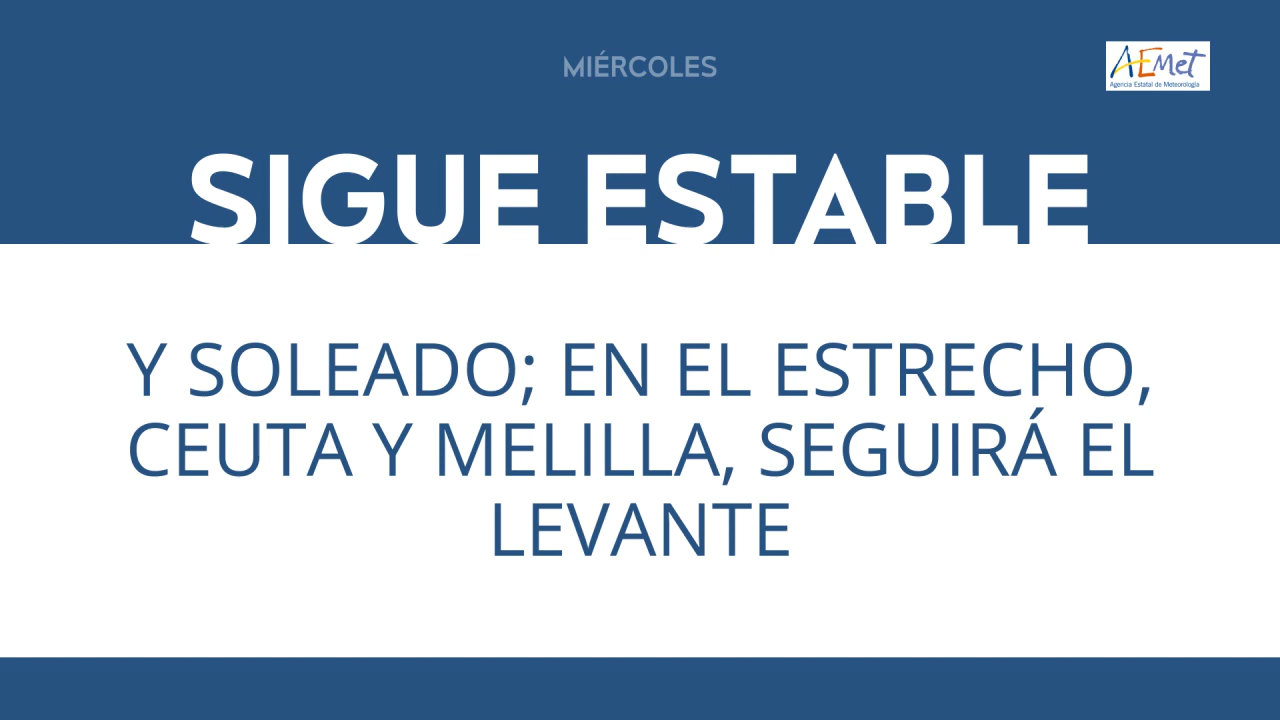 MIÉRCOLES
AEMet
Agencia Estatal de Meteorología
SIGUE ESTABLE
Y SOLEADO; EN EL ESTRECHO,
CEUTA Y MELILLA, SEGUIRÁ EL
LEVANTE